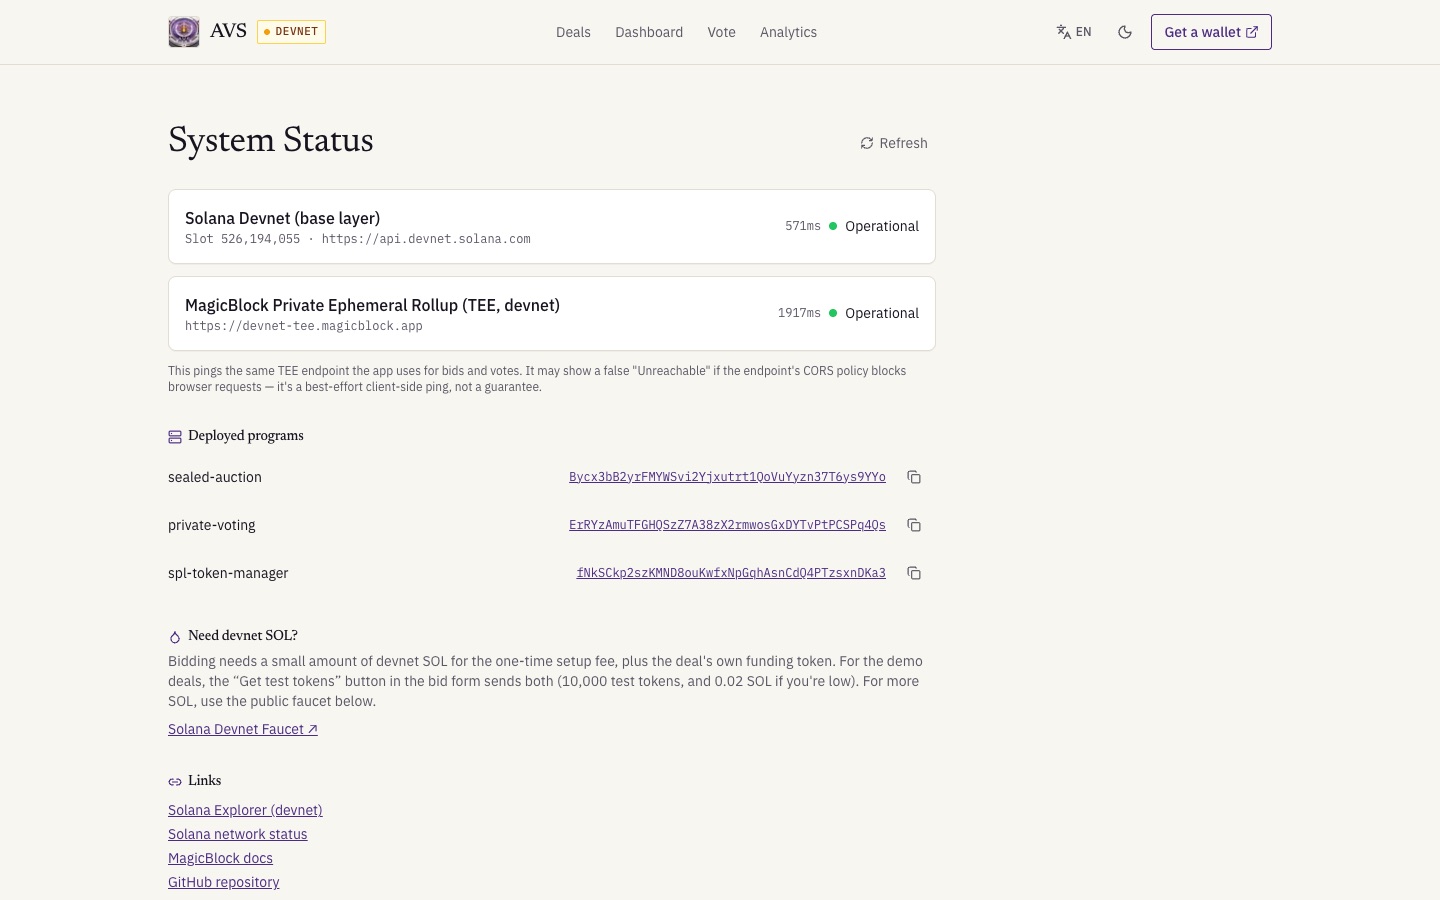 AVS
DEVNET
Deals
Dashboard
Vote
Analytics
EN
Get a wallet
System Status
Refresh
Solana Devnet (base layer)
Slot 526,194,055 · https://api.devnet.solana.com
571ms
Operational
MagicBlock Private Ephemeral Rollup (TEE, devnet)
https://devnet-tee.magicblock.app
1917ms
Operational
This pings the same TEE endpoint the app uses for bids and votes. It may show a false "Unreachable" if the endpoint's CORS policy blocks
browser requests — it's a best-effort client-side ping, not a guarantee.
Deployed programs
sealed-auction
Bycx3bB2yrFMYWSvi2Yjxutrt1QoVuYyzn37T6ys9YYo
private-voting
ErRYzAmuTFGHQSzZ7A38zX2rmwosGxDYTvPtPCSPq4Qs
spl-token-manager
fNkSCkp2szKMND8ouKwfxNpGqhAsnCdQ4PTzsxnDKa3
Need devnet SOL?
Bidding needs a small amount of devnet SOL for the one-time setup fee, plus the deal's own funding token. For the demo
deals, the “Get test tokens” button in the bid form sends both (10,000 test tokens, and 0.02 SOL if you're low). For more
SOL, use the public faucet below.
Solana Devnet Faucet ↗
Links
Solana Explorer (devnet)
Solana network status
MagicBlock docs
GitHub repository